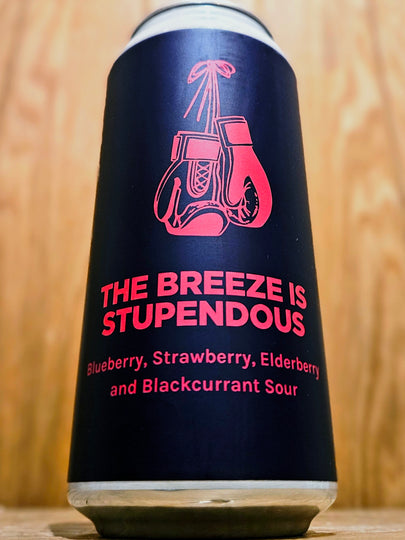 THE BREEZE IS
STUPENDOUS
Blueberry, Strawberry, Elderberry
and Blackcurrant Sour